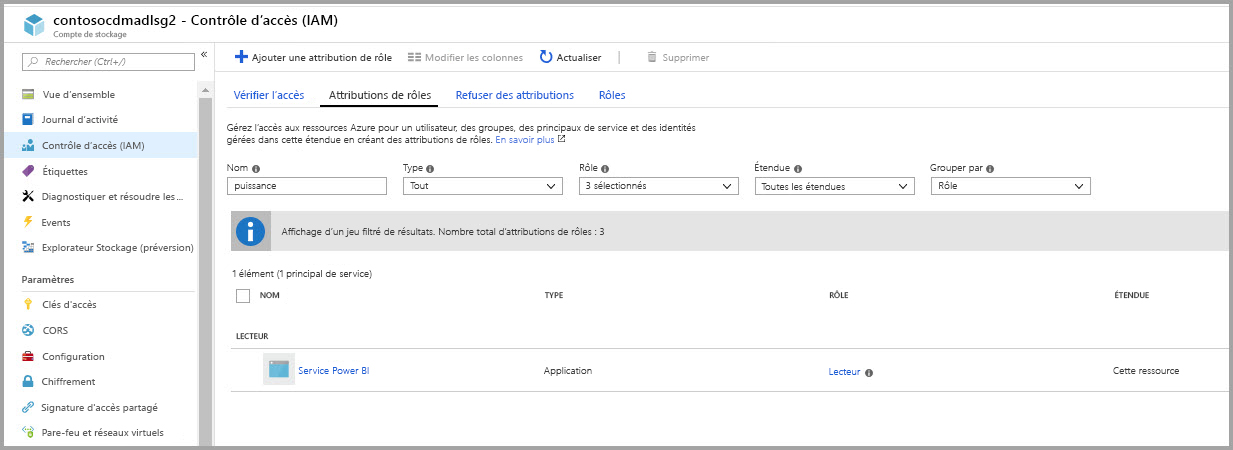 contosocdmadlsg2 - Contrôle d'accès (IAM)
Compte de stockage
Rechercher (Ctrl+/)
«
Vue d'ensemble
Journal d'activité
Contrôle d'accès (IAM)
Étiquettes
Diagnostiquer et résoudre les...
Events
Explorateur Stockage (préversion)
Paramètres
Clés d'accès
CORS
Configuration
Chiffrement
Signature d'accès partagé
Pare-feu et réseaux virtuels
Ajouter une attribution de rôle Modifier les colonnes Actualiser Supprimer
Vérifier l'accès Attributions de rôles Refuser des attributions Rôles
Gérez l'accès aux ressources Azure pour un utilisateur, des groupes, des principaux de service et des identités
gérées dans cette étendue en créant des attributions de rôles. En savoir plus
Nom Type Rôle Étendue Grouper par
puissance Tout 3 sélectionnés Toutes les étendues Rôle
Affichage d'un jeu filtré de résultats. Nombre total d'attributions de rôles : 3
1 élément (1 principal de service)
NOM TYPE RÔLE ÉTENDUE
LECTEUR
Service Power BI Application Lecteur Cette ressource